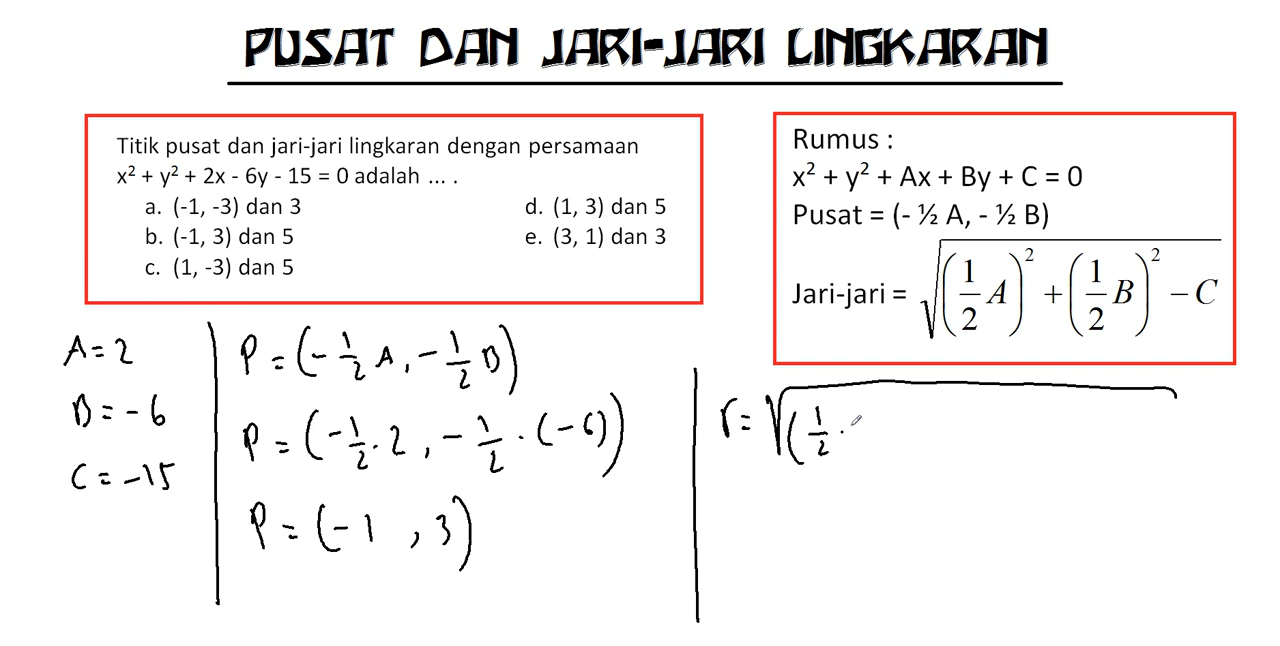 PUSAT DAN JARI-JARI LINGKARAN
Titik pusat dan jari-jari lingkaran dengan persamaan
x² + y² + 2x - 6y - 15 = 0 adalah ... .
a. (-1, -3) dan 3
b. (-1, 3) dan 5
c. (1, -3) dan 5
d. (1, 3) dan 5
e. (3, 1) dan 3
Rumus :
x² + y² + Ax + By + C = 0
Pusat = (- ½ A, - ½ B)
Jari-jari = √((1/2 A)² + (1/2 B)² − C)
A = 2
B = - 6
C = -15
P = (- 1/2 A, - 1/2 B)
P = (- 1/2 . 2, - 1/2 . (-6))
P = (-1 , 3)
r = √(1/2 .